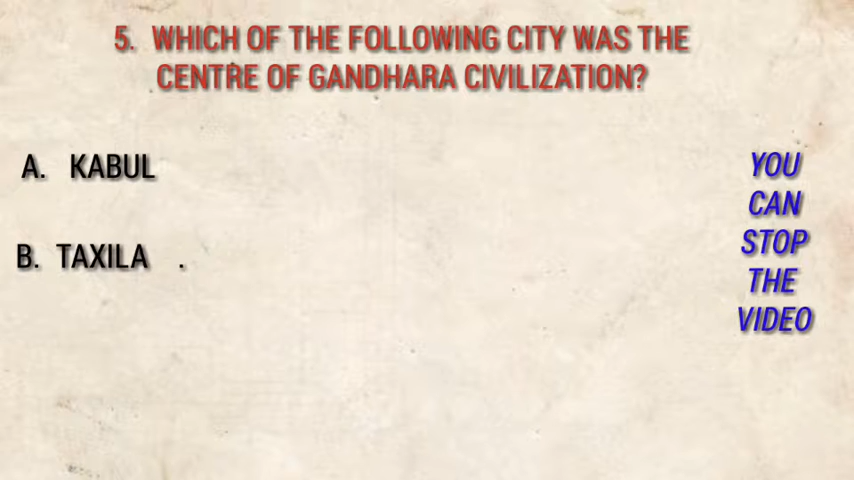 5. WHICH OF THE FOLLOWING CITY WAS THE
CENTRE OF GANDHARA CIVILIZATION?
A. KABUL
B. TAXILA .
YOU
CAN
STOP
THE
VIDEO